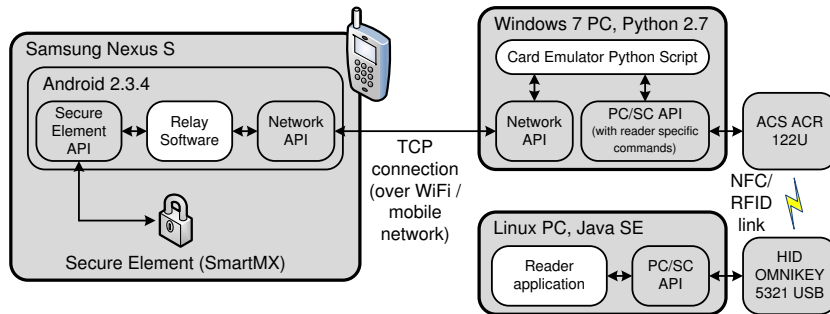 Samsung Nexus S
Android 2.3.4
Secure
Element
API
Relay
Software
Network
API
Secure Element (SmartMX)
TCP
connection
(over WiFi /
mobile
network)
Windows 7 PC, Python 2.7
Card Emulator Python Script
Network
API
PC/SC API
(with reader specific
commands)
ACS ACR
122U
NFC/
RFID
link
Linux PC, Java SE
Reader
application
PC/SC
API
HID
OMNIKEY
5321 USB